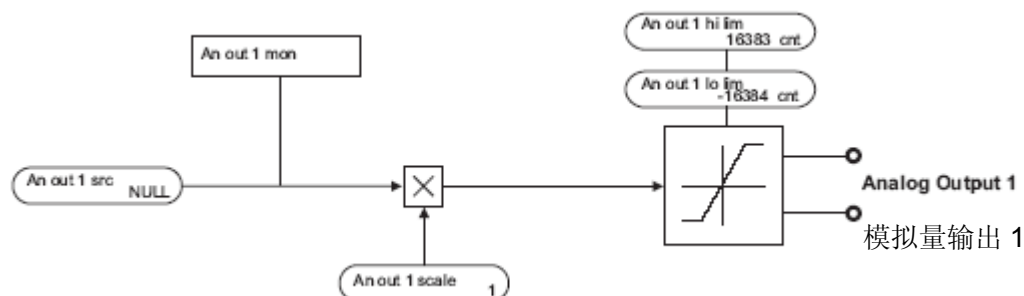 An out 1 hi lim
16383 cnt
An out 1 mon
An out 1 lo lim
-16384 cnt
An out 1 src
NULL
Analog Output 1
模拟量输出 1
An out 1 scale
1